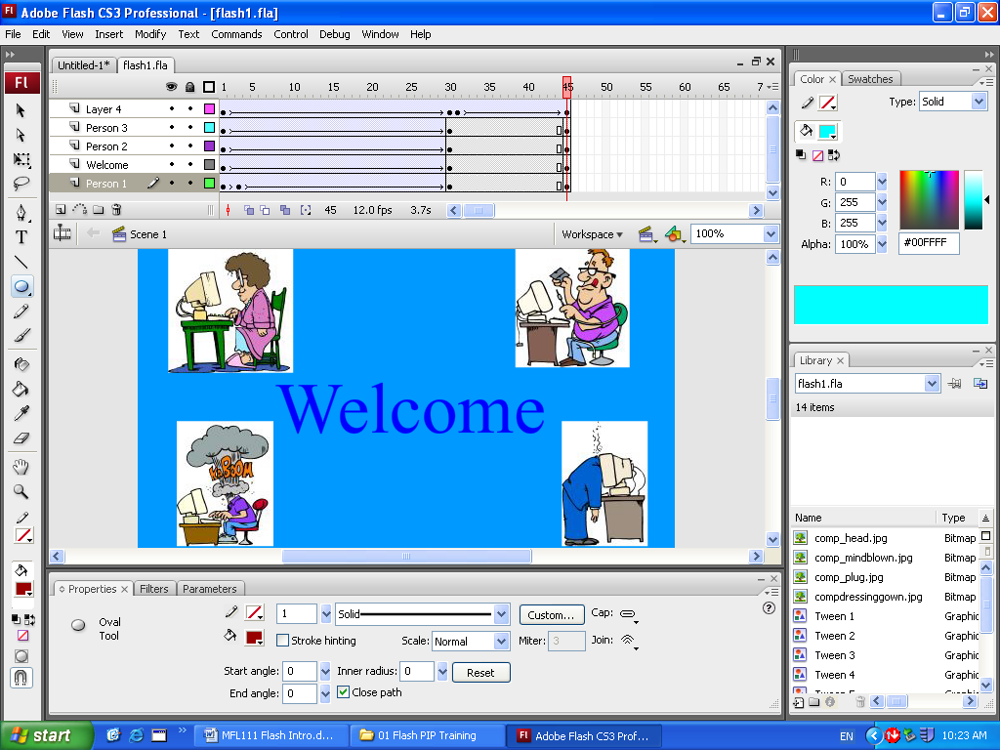 Adobe Flash CS3 Professional - [flash1.fla]
File Edit View Insert Modify Text Commands Control Debug Window Help
Untitled-1* flash1.fla
1 5 10 15 20 25 30 35 40 45 50 55 60 65 7
Layer 4
Person 3
Person 2
Welcome
Person 1
45 12.0 fps 3.7s
Scene 1 Workspace 100%
KABOOM
Welcome
Properties Filters Parameters
Oval
Tool
1 Solid Custom... Cap:
Stroke hinting Scale: Normal Miter: 3 Join:
Start angle: 0 Inner radius: 0 Reset
End angle: 0 Close path
Fl
T
Color Swatches
Type: Solid
R: 0
G: 255
B: 255
Alpha: 100% #00FFFF
Library
flash1.fla
14 items
Name Type
comp_head.jpg Bitmap
comp_mindblown.jpg Bitmap
comp_plug.jpg Bitmap
compdressinggown.jpg Bitmap
Tween 1 Graphic
Tween 2 Graphic
Tween 3 Graphic
Tween 4 Graphic
start MFL111 Flash Intro.d... 01 Flash PIP Training Adobe Flash CS3 Prof... EN 10:23 AM